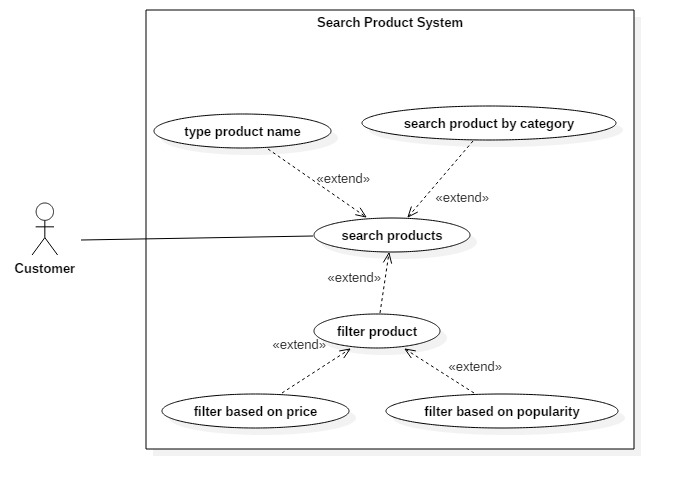 Search Product System
type product name
search product by category
«extend»
«extend»
search products
Customer
«extend»
filter product
«extend»
«extend»
filter based on price
filter based on popularity